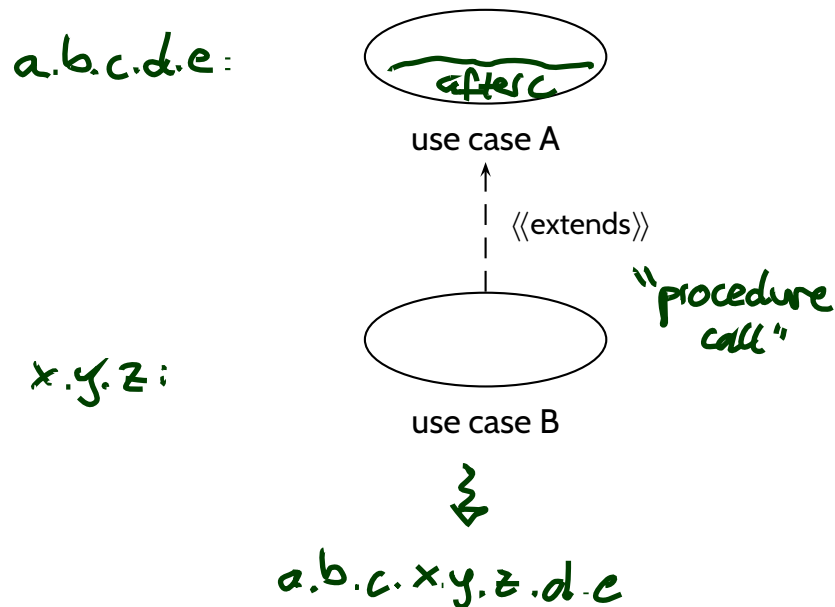 a.b.c.d.e:
after c
use case A
⟪extends⟫
"procedure
call"
x.y.z:
use case B
a.b.c.x.y.z.d.e